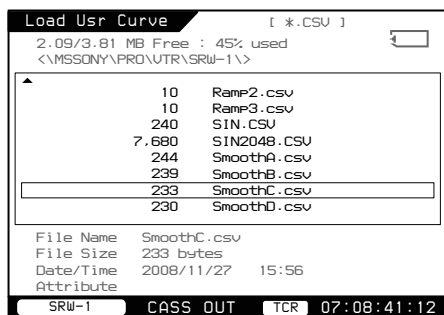 Load Usr Curve [ *.CSV ]
2.09/3.81 MB Free : 45% used
<\MSSONY\PRO\VTR\SRW-1\>
10 Ramp2.csv
10 Ramp3.csv
240 SIN.CSV
7,680 SIN2048.CSV
244 SmoothA.csv
239 SmoothB.csv
233 SmoothC.csv
230 SmoothD.csv
File Name SmoothC.csv
File Size 233 bytes
Date/Time 2008/11/27 15:56
Attribute
SRW-1 CASS OUT TCR 07:08:41:12